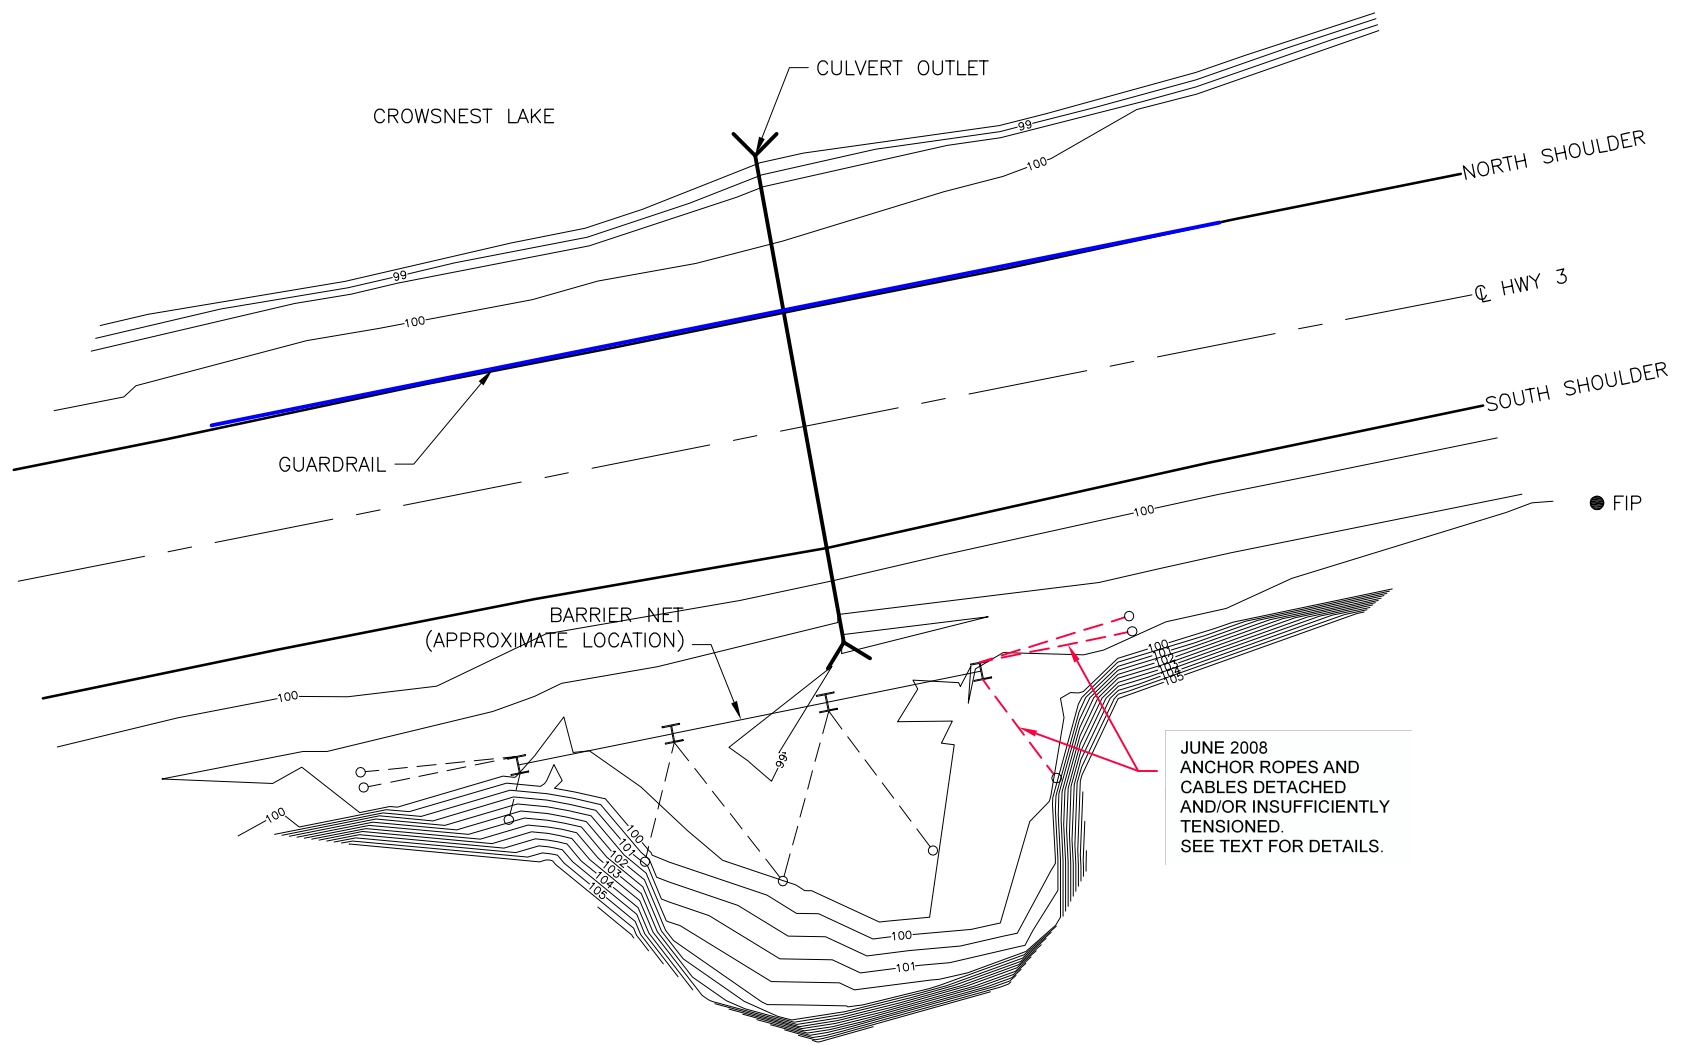 CULVERT OUTLET
CROWSNEST LAKE
99
100
NORTH SHOULDER
99
100
℄ HWY 3
SOUTH SHOULDER
GUARDRAIL
100
FIP
BARRIER NET
(APPROXIMATE LOCATION)
100
100
105
99
JUNE 2008
ANCHOR ROPES AND
CABLES DETACHED
AND/OR INSUFFICIENTLY
TENSIONED.
SEE TEXT FOR DETAILS.
100
100
101
102
103
104
105
100
101